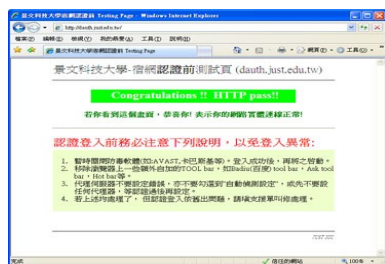 景文科技大學宿網認證前 Testing Page - Windows Internet Explorer
http://dauth.just.edu.tw/
檔案(F) 編輯(E) 檢視(V) 我的最愛(A) 工具(T) 說明(H)
景文科技大學宿網認證前 Testing Page
網頁(P) 工具(O)
景文科技大學-宿網認證前測試頁 (dauth.just.edu.tw)
Congratulations !! HTTP pass!!
若你看到這個畫面，恭喜你! 表示你的網路實體連線正常!
認證登入前務必注意下列說明，以免登入異常:
1. 暫時關閉防毒軟體(如:AVAST,卡巴斯基等)，登入成功後，再將之啓動。
2. 移除瀏覽器上一些額外自加的TOOL bar，如Badiu(百度) tool bar，Ask tool bar，Hot bar等。
3. 代理伺服器不要設定錯誤，亦不要勾選到"自動偵測設定"，或先不要設任何代理器，等認證過後再設定。
4. 若上述均處理了，但認證登入依舊出問題，請填支援單叫修處理。
完成
信任的網站
100%